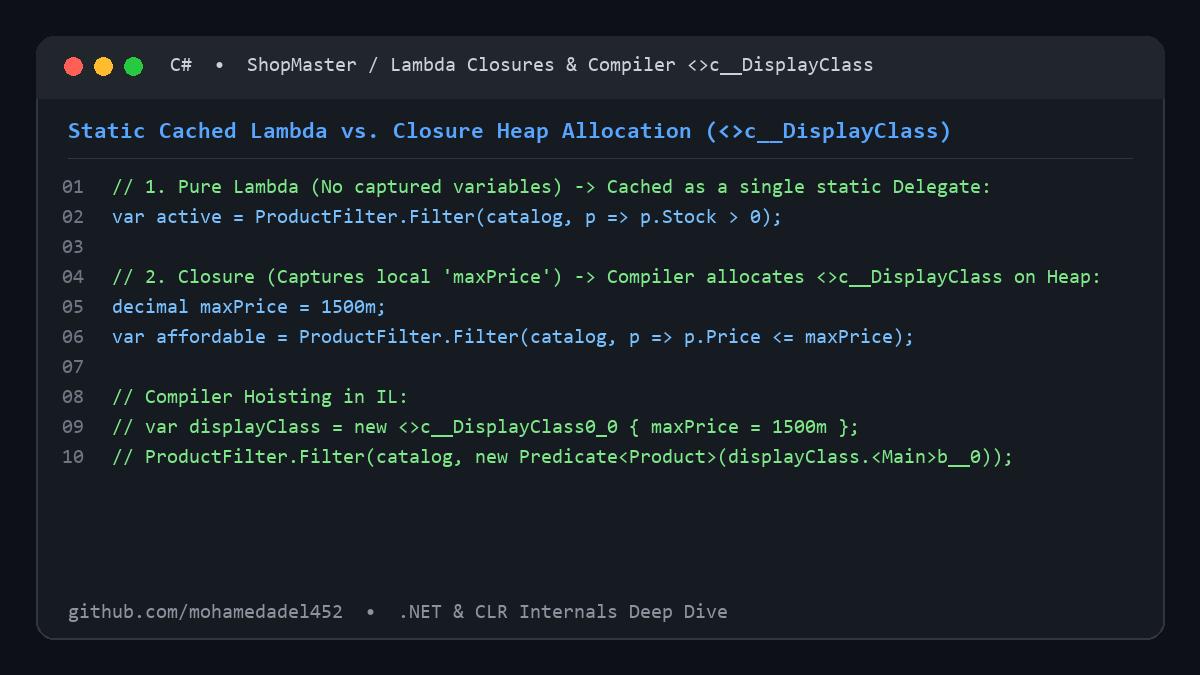 C# • ShopMaster / Lambda Closures & Compiler <>c__DisplayClass
Static Cached Lambda vs. Closure Heap Allocation (<>c__DisplayClass)
01 // 1. Pure Lambda (No captured variables) -> Cached as a single static Delegate:
02 var active = ProductFilter.Filter(catalog, p => p.Stock > 0);
03
04 // 2. Closure (Captures local 'maxPrice') -> Compiler allocates <>c__DisplayClass on Heap:
05 decimal maxPrice = 1500m;
06 var affordable = ProductFilter.Filter(catalog, p => p.Price <= maxPrice);
07
08 // Compiler Hoisting in IL:
09 // var displayClass = new <>c__DisplayClass0_0 { maxPrice = 1500m };
10 // ProductFilter.Filter(catalog, new Predicate<Product>(displayClass.<Main>b__0));
github.com/mohamedadel452 • .NET & CLR Internals Deep Dive